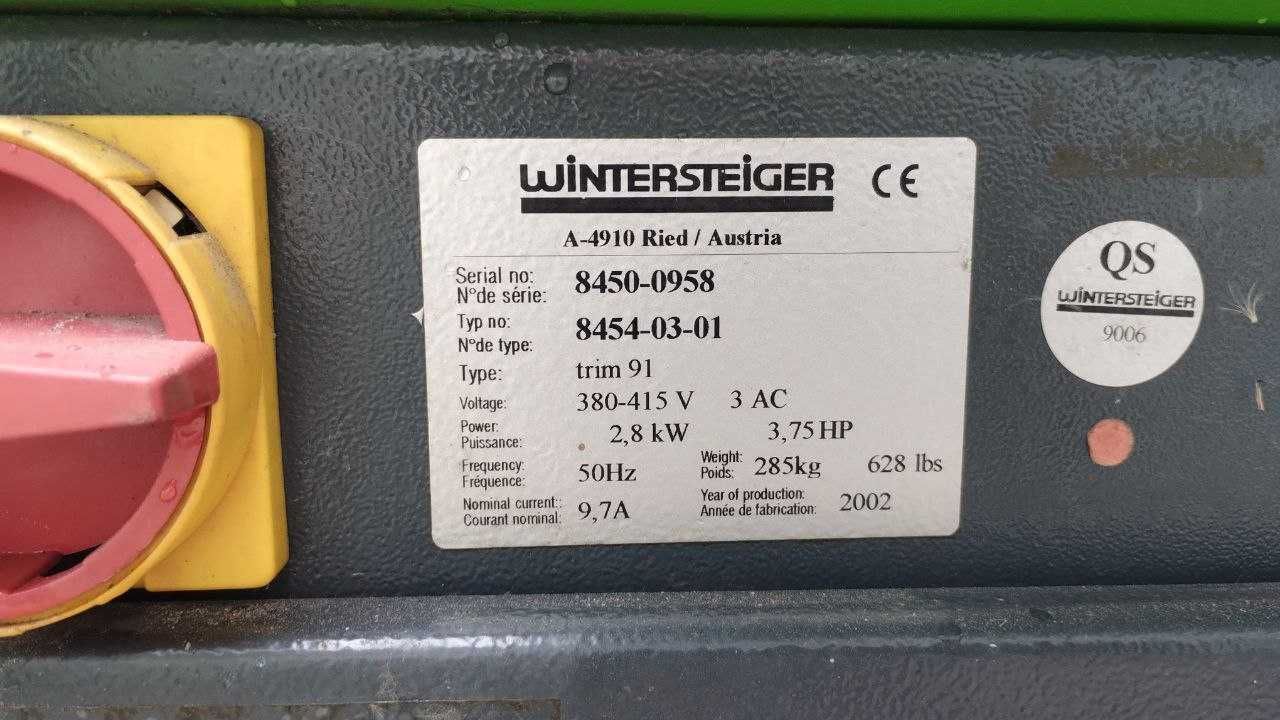 WINTERSTEIGER CE
A-4910 Ried / Austria
Serial no:
N°de série: 8450-0958
Typ no:
N°de type: 8454-03-01
Type: trim 91
Voltage: 380-415 V 3 AC
Power:
Puissance: 2,8 kW 3,75 HP
Frequency:
Fréquence: 50Hz
Weight:
Poids: 285kg 628 lbs
Nominal current::
Courant nominal: 9,7A
Year of production:
Année de fabrication: 2002
QS
WINTERSTEIGER
9006